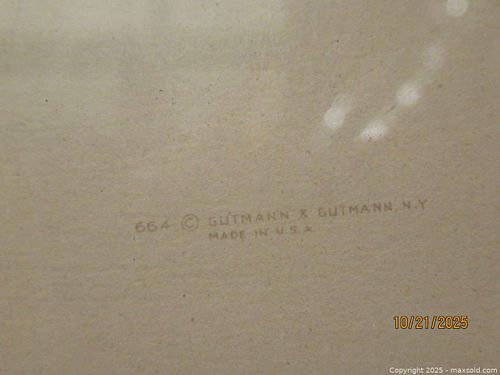 664 © GUTMANN & GUTMANN, N.Y
MADE IN U.S.A.
10/21/2025
Copyright 2025 - maxsold.com